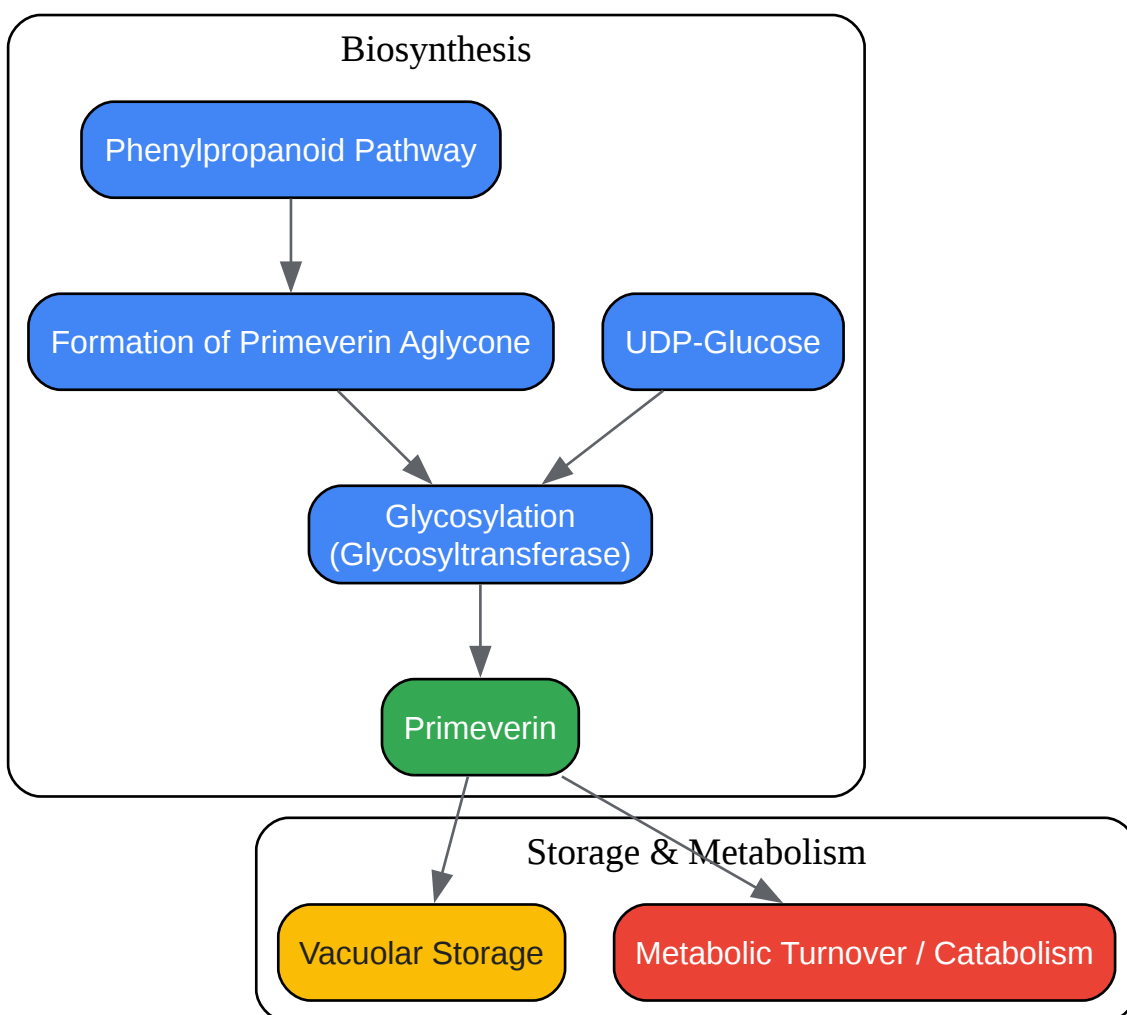 Biosynthesis
Phenylpropanoid Pathway
Formation of Primeverin Aglycone
UDP-Glucose
Glycosylation
(Glycosyltransferase)
Primeverin
Storage & Metabolism
Vacuolar Storage
Metabolic Turnover / Catabolism